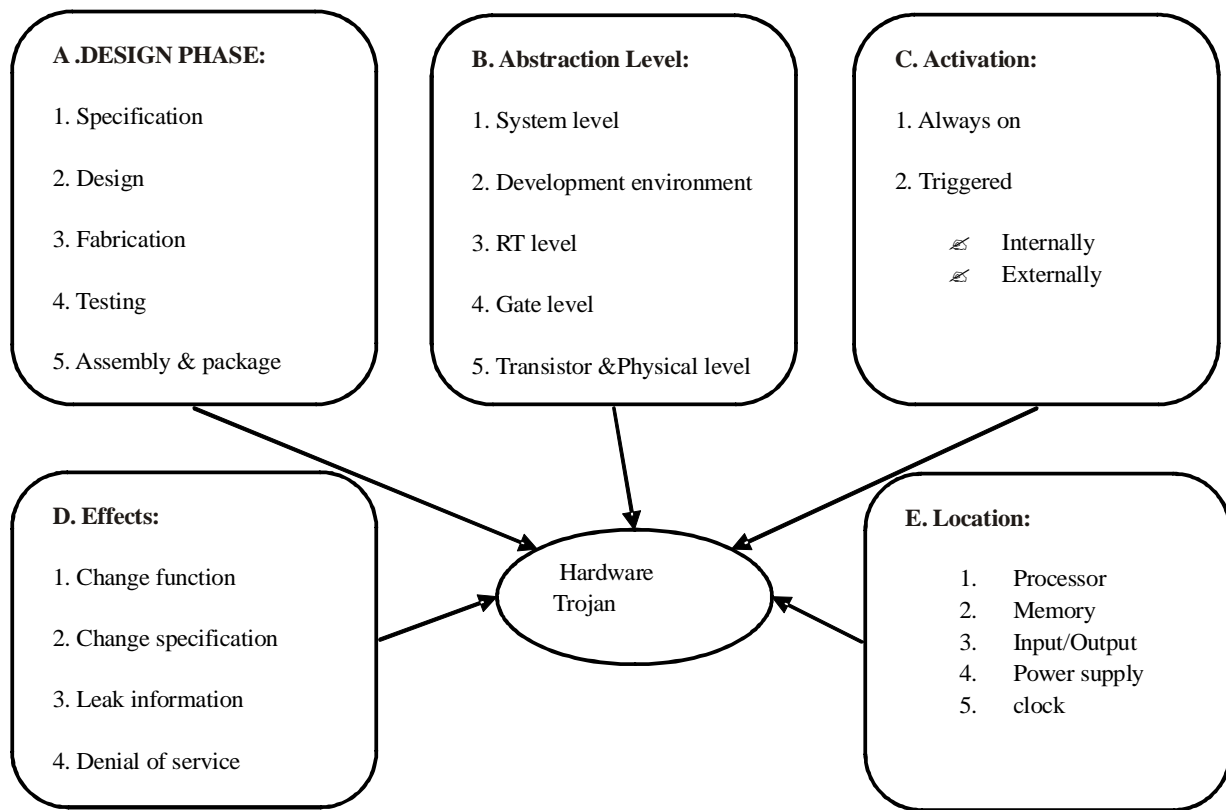 A .DESIGN PHASE:
1. Specification
2. Design
3. Fabrication
4. Testing
5. Assembly & package
B. Abstraction Level:
1. System level
2. Development environment
3. RT level
4. Gate level
5. Transistor &Physical level
C. Activation:
1. Always on
2. Triggered
Internally
Externally
D. Effects:
1. Change function
2. Change specification
3. Leak information
4. Denial of service
Hardware
Trojan
E. Location:
1. Processor
2. Memory
3. Input/Output
4. Power supply
5. clock